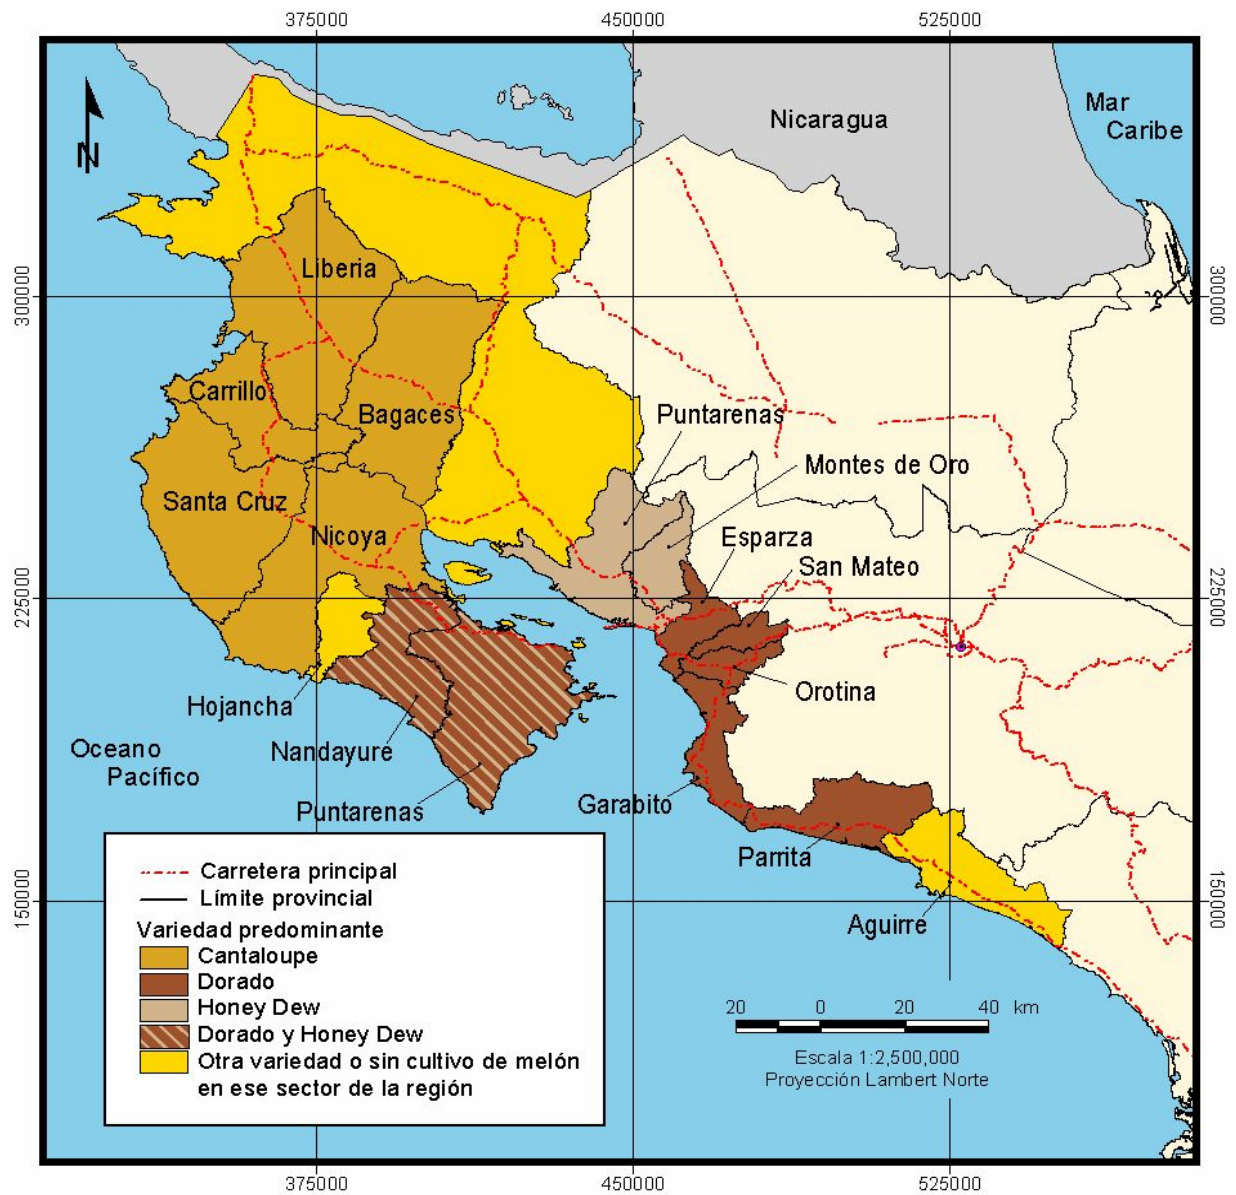 375000
450000
525000
Nicaragua
Mar
Caribe
N
300000
300000
Liberia
Carrillo
Bagaces
Puntarenas
Montes de Oro
Santa Cruz
Nicoya
Esparza
San Mateo
225000
225000
Hojancha
Orotina
Nandayure
Oceano
Pacífico
Puntarenas
Garabito
Parrita
Aguirre
150000
150000
Carretera principal
Límite provincial
Variedad predominante
Cantaloupe
Dorado
Honey Dew
Dorado y Honey Dew
Otra variedad o sin cultivo de melón
en ese sector de la región
20 0 20 40 km
Escala 1:2,500,000
Proyección Lambert Norte
375000
450000
525000